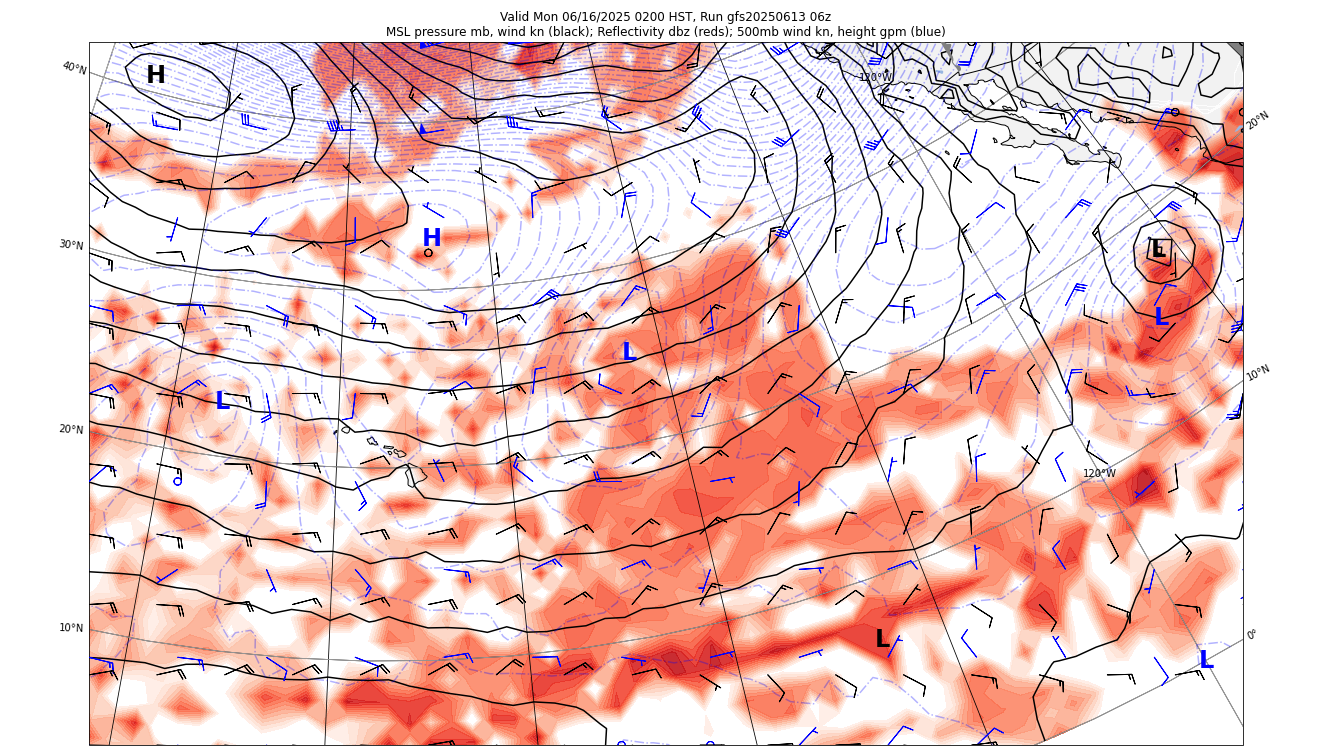 Valid Mon 06/16/2025 0200 HST, Run gfs20250613 06z
MSL pressure mb, wind kn (black); Reflectivity dbz (reds); 500mb wind kn, height gpm (blue)
40°N
H
120°W
20°N
30°N
H
L
L
L
10°N
L
20°N
120°W
10°N
L
0°
L